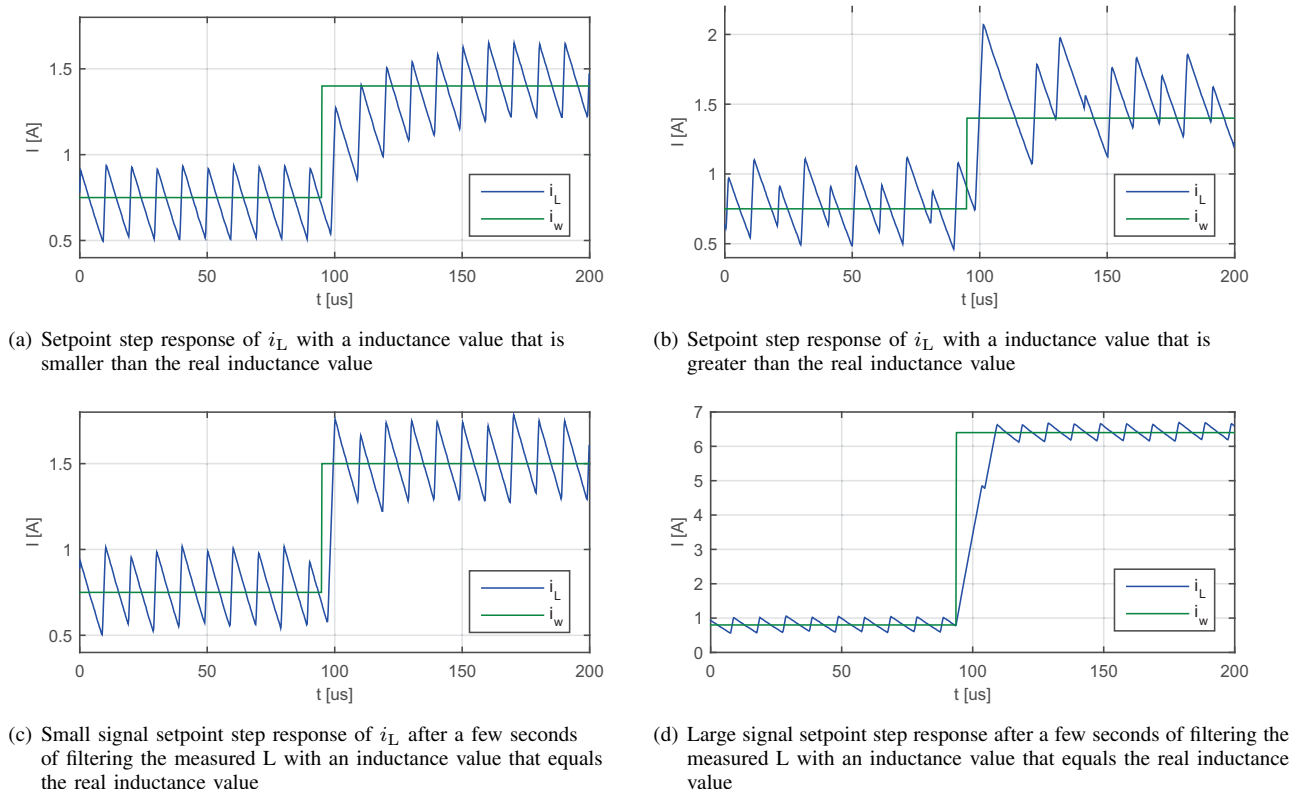 1.5
1
0.5
I [A]
0
50
100
150
200
t [us]
i_L
i_w
2
1.5
1
0.5
I [A]
0
50
100
150
200
t [us]
i_L
i_w
(a) Setpoint step response of i_L with a inductance value that is
smaller than the real inductance value
(b) Setpoint step response of i_L with a inductance value that is
greater than the real inductance value
1.5
1
0.5
I [A]
0
50
100
150
200
t [us]
i_L
i_w
7
6
5
4
3
2
1
0
I [A]
0
50
100
150
200
t [us]
i_L
i_w
(c) Small signal setpoint step response of i_L after a few seconds
of filtering the measured L with an inductance value that equals
the real inductance value
(d) Large signal setpoint step response after a few seconds of filtering the
measured L with an inductance value that equals the real inductance
value